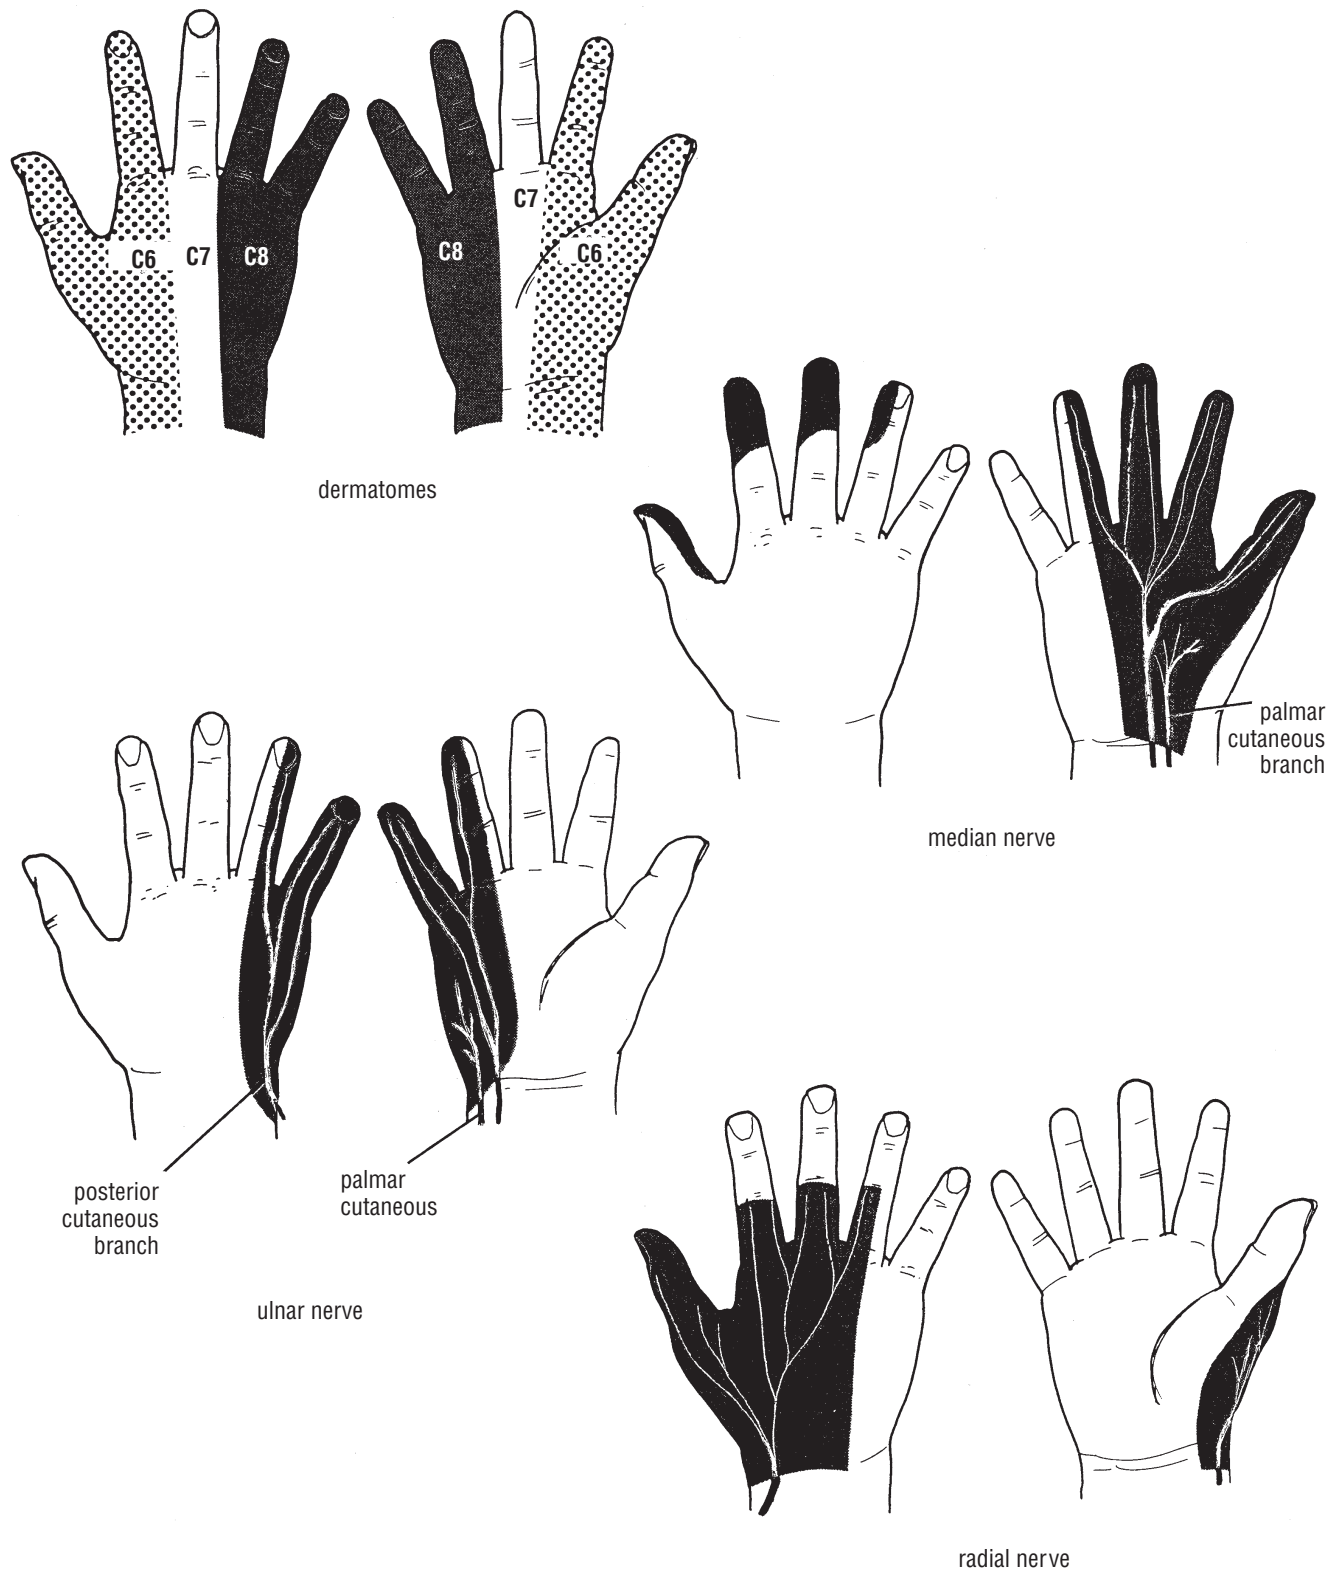 C7
C6
C7
C8
C8
C6
dermatomes
palmar
cutaneous
branch
median nerve
posterior
cutaneous
branch
palmar
cutaneous
ulnar nerve
radial nerve